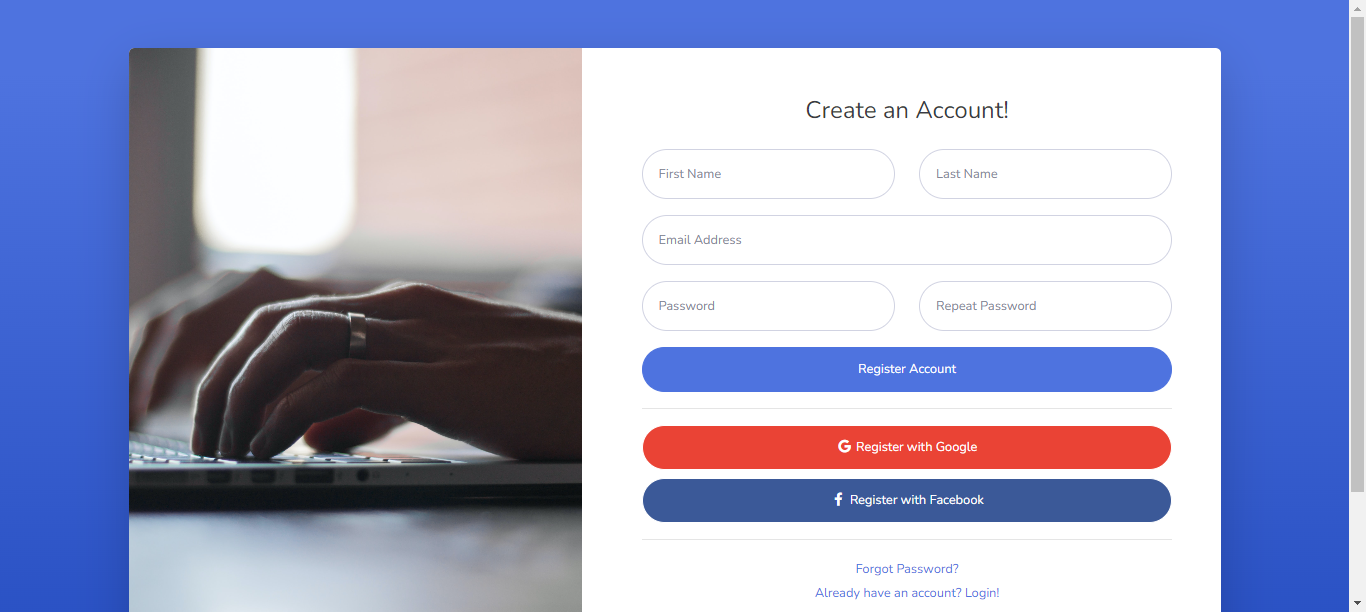 Create an Account!
First Name
Last Name
Email Address
Password
Repeat Password
Register Account
Register with Google
Register with Facebook
Forgot Password?
Already have an account? Login!